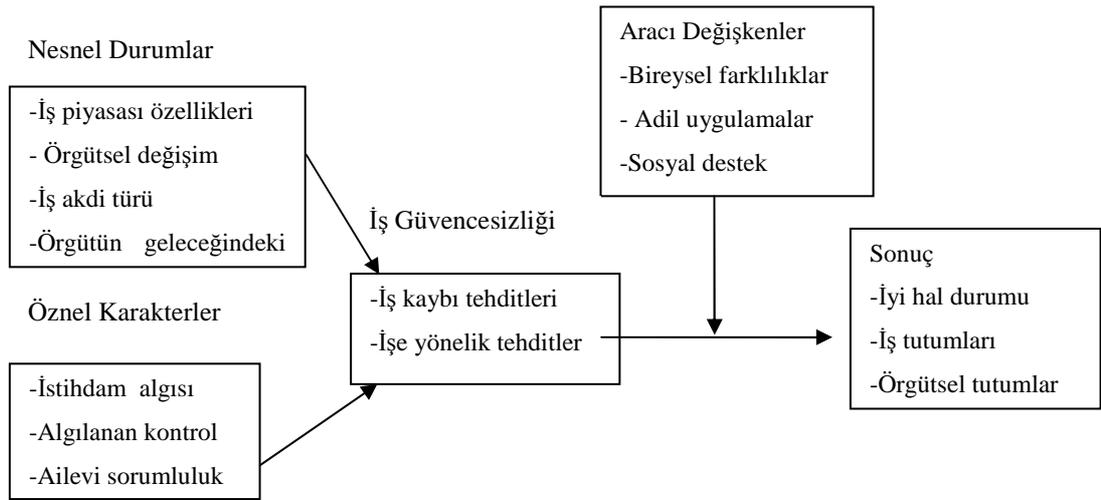 Nesnel Durumlar
-İş piyasası özellikleri
- Örgütsel değişim
-İş akdi türü
-Örgütün geleceğindeki
Öznel Karakterler
-İstihdam algısı
-Algılanan kontrol
-Ailevi sorumluluk
İş Güvencesizliği
-İş kaybı tehditleri
-İşe yönelik tehditler
Aracı Değişkenler
-Bireysel farklılıklar
- Adil uygulamalar
-Sosyal destek
Sonuç
-İyi hal durumu
-İş tutumları
-Örgütsel tutumlar